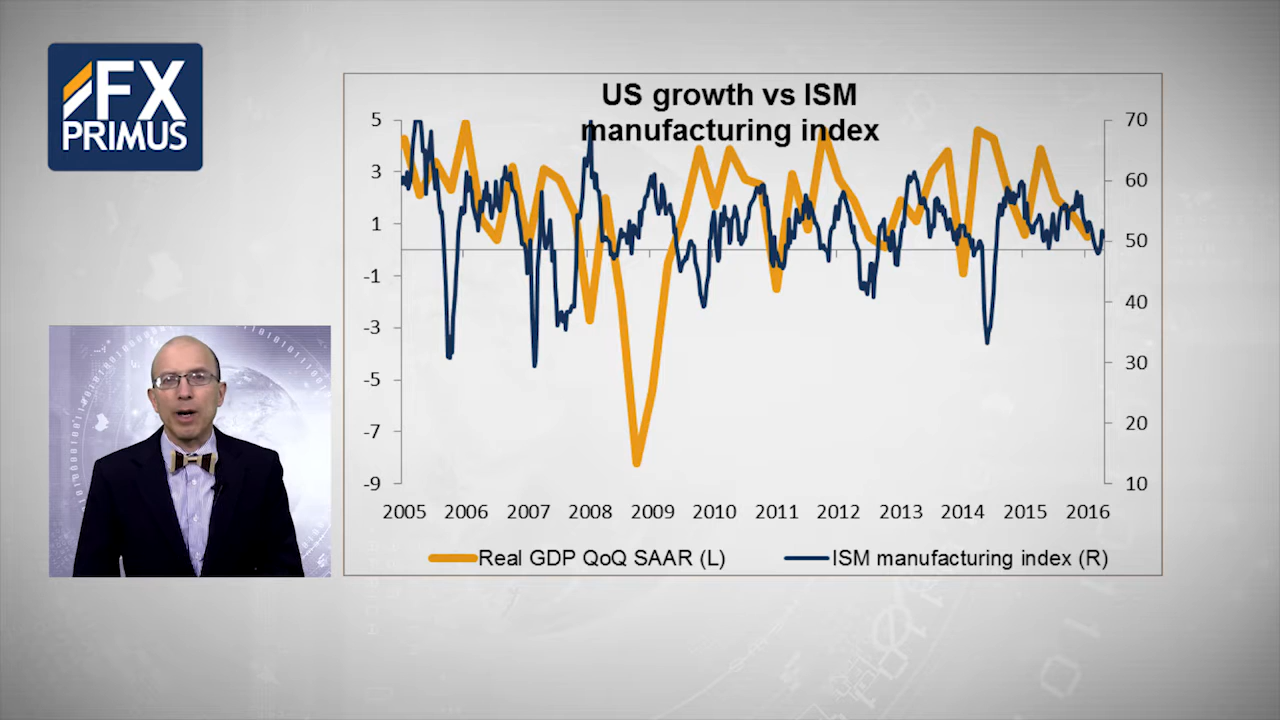 FX
PRIMUS
US growth vs ISM
manufacturing index
5
3
1
-1
-3
-5
-7
-9
70
60
50
40
30
20
10
2005 2006 2007 2008 2009 2010 2011 2012 2013 2014 2015 2016
Real GDP QoQ SAAR (L) ISM manufacturing index (R)